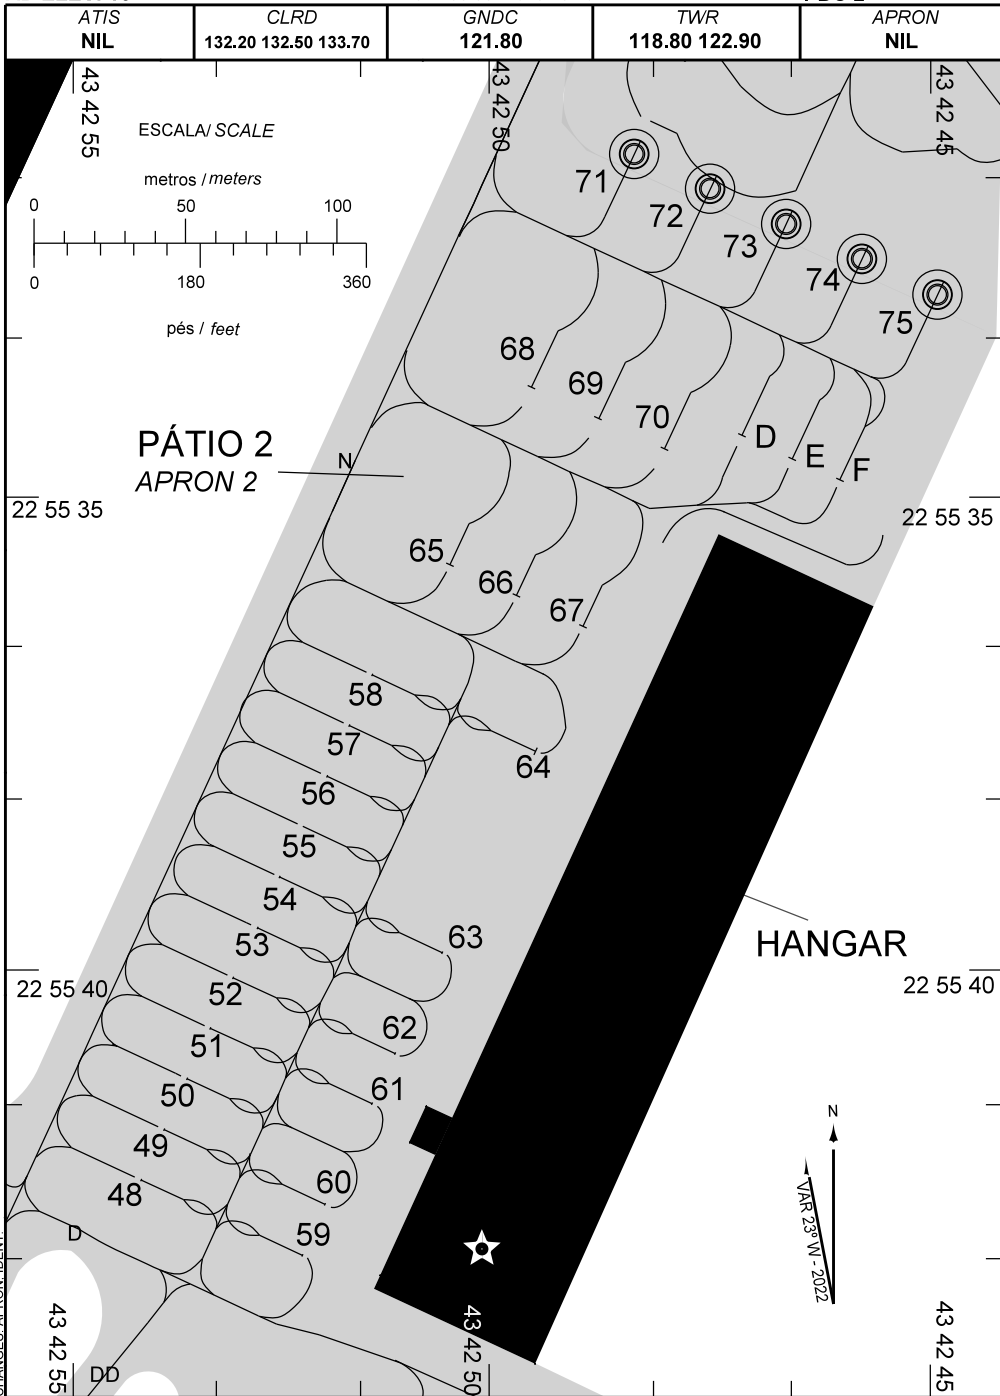 ATIS CLRD GNDC TWR APRON
NIL 132.20 132.50 133.70 121.80 118.80 122.90 NIL
43 42 55
43 42 50
43 42 45
ESCALA/ SCALE
metros / meters
0 50 100
0 180 360
pés / feet
71
72
73
74
75
68
69
70
D
E
F
PÁTIO 2
APRON 2
N
22 55 35
22 55 35
65
66
67
58
57
64
56
55
54
63
53
HANGAR
52
22 55 40
22 55 40
62
51
61
50
49
60
48
59
D
N
VAR 23º W - 2022
43 42 55
43 42 50
43 42 45
DD